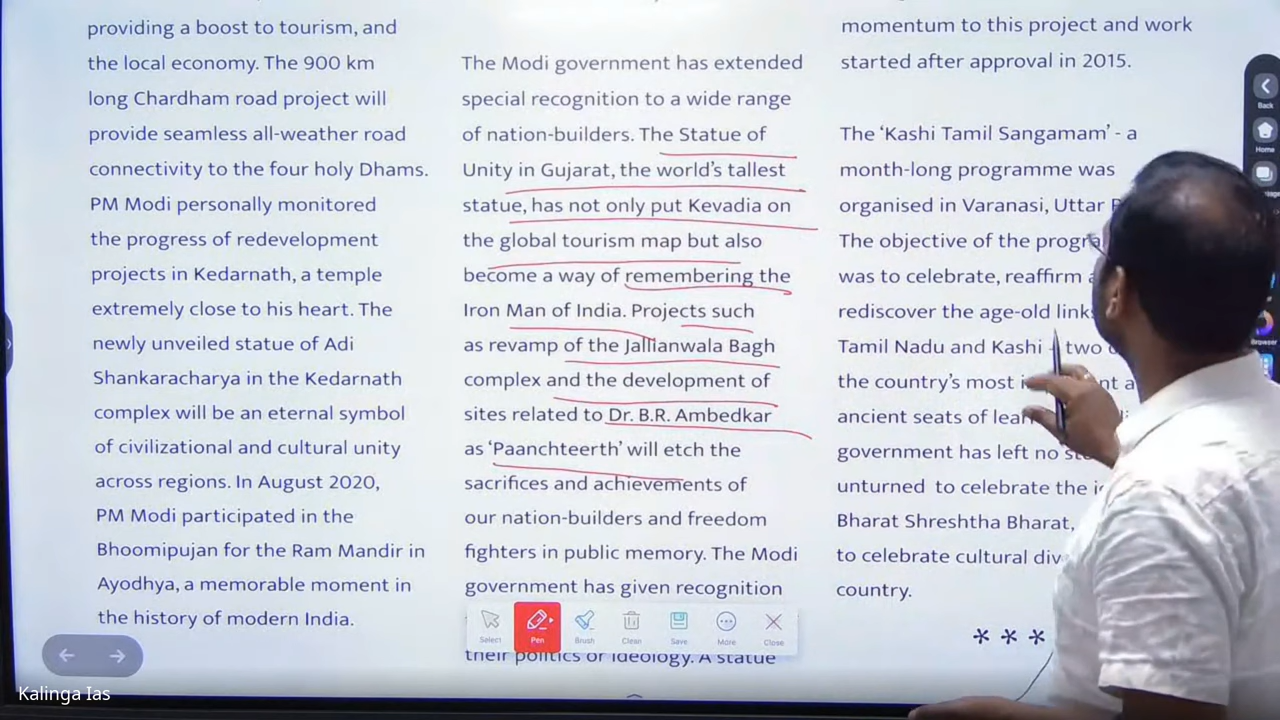 providing a boost to tourism, and
the local economy. The 900 km
long Chardham road project will
provide seamless all-weather road
connectivity to the four holy Dhams.
PM Modi personally monitored
the progress of redevelopment
projects in Kedarnath, a temple
extremely close to his heart. The
newly unveiled statue of Adi
Shankaracharya in the Kedarnath
complex will be an eternal symbol
of civilizational and cultural unity
across regions. In August 2020,
PM Modi participated in the
Bhoomipujan for the Ram Mandir in
Ayodhya, a memorable moment in
the history of modern India.
The Modi government has extended
special recognition to a wide range
of nation-builders. The Statue of
Unity in Gujarat, the world's tallest
statue, has not only put Kevadia on
the global tourism map but also
become a way of remembering the
Iron Man of India. Projects such
as revamp of the Jallianwala Bagh
complex and the development of
sites related to Dr. B.R. Ambedkar
as 'Paanchteerth' will etch the
sacrifices and achievements of
our nation-builders and freedom
fighters in public memory. The Modi
government has given recognition
their politics or ideology. A statue
momentum to this project and work
started after approval in 2015.
The 'Kashi Tamil Sangamam' - a
month-long programme was
organised in Varanasi, Uttar
The objective of the
was to celebrate, reaffirm
rediscover the age-old
Tamil Nadu and Kashi - two
the country's most
ancient seats of
government has left no
unturned to celebrate the
Bharat Shreshtha Bharat,
to celebrate cultural
country.
***
Select
Pen
Brush
Clean
Save
More
Close
Back
Home
Browser
Kalinga Ias